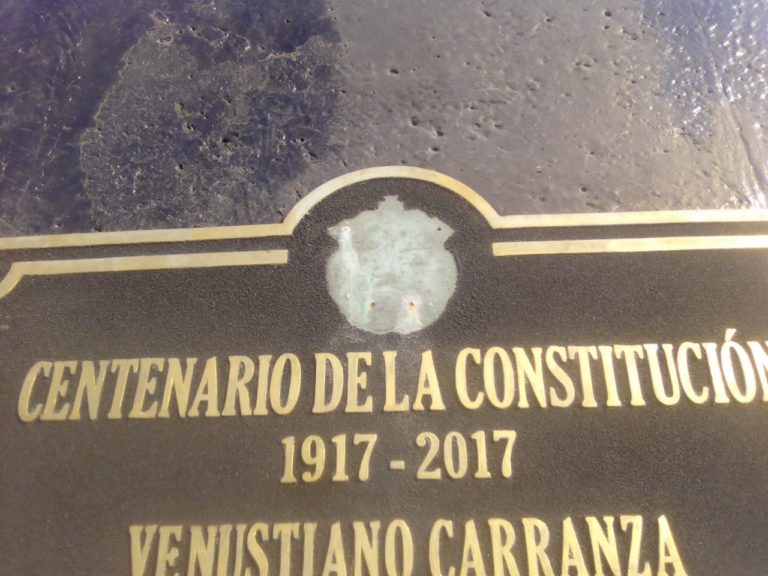 CENTENARIO DE LA CONSTITUCIÓN
1917 - 2017
VENUSTIANO CARRANZA